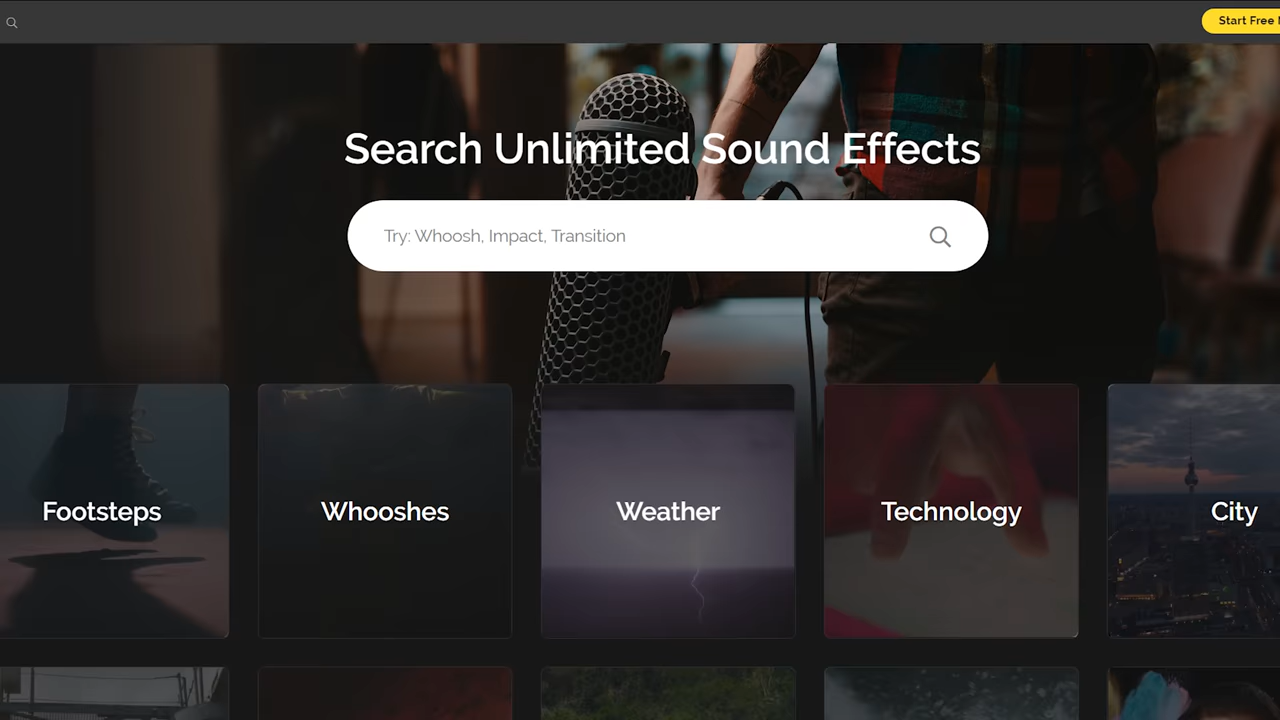 Start Free
Search Unlimited Sound Effects
Try: Whoosh, Impact, Transition
Footsteps
Whooshes
Weather
Technology
City